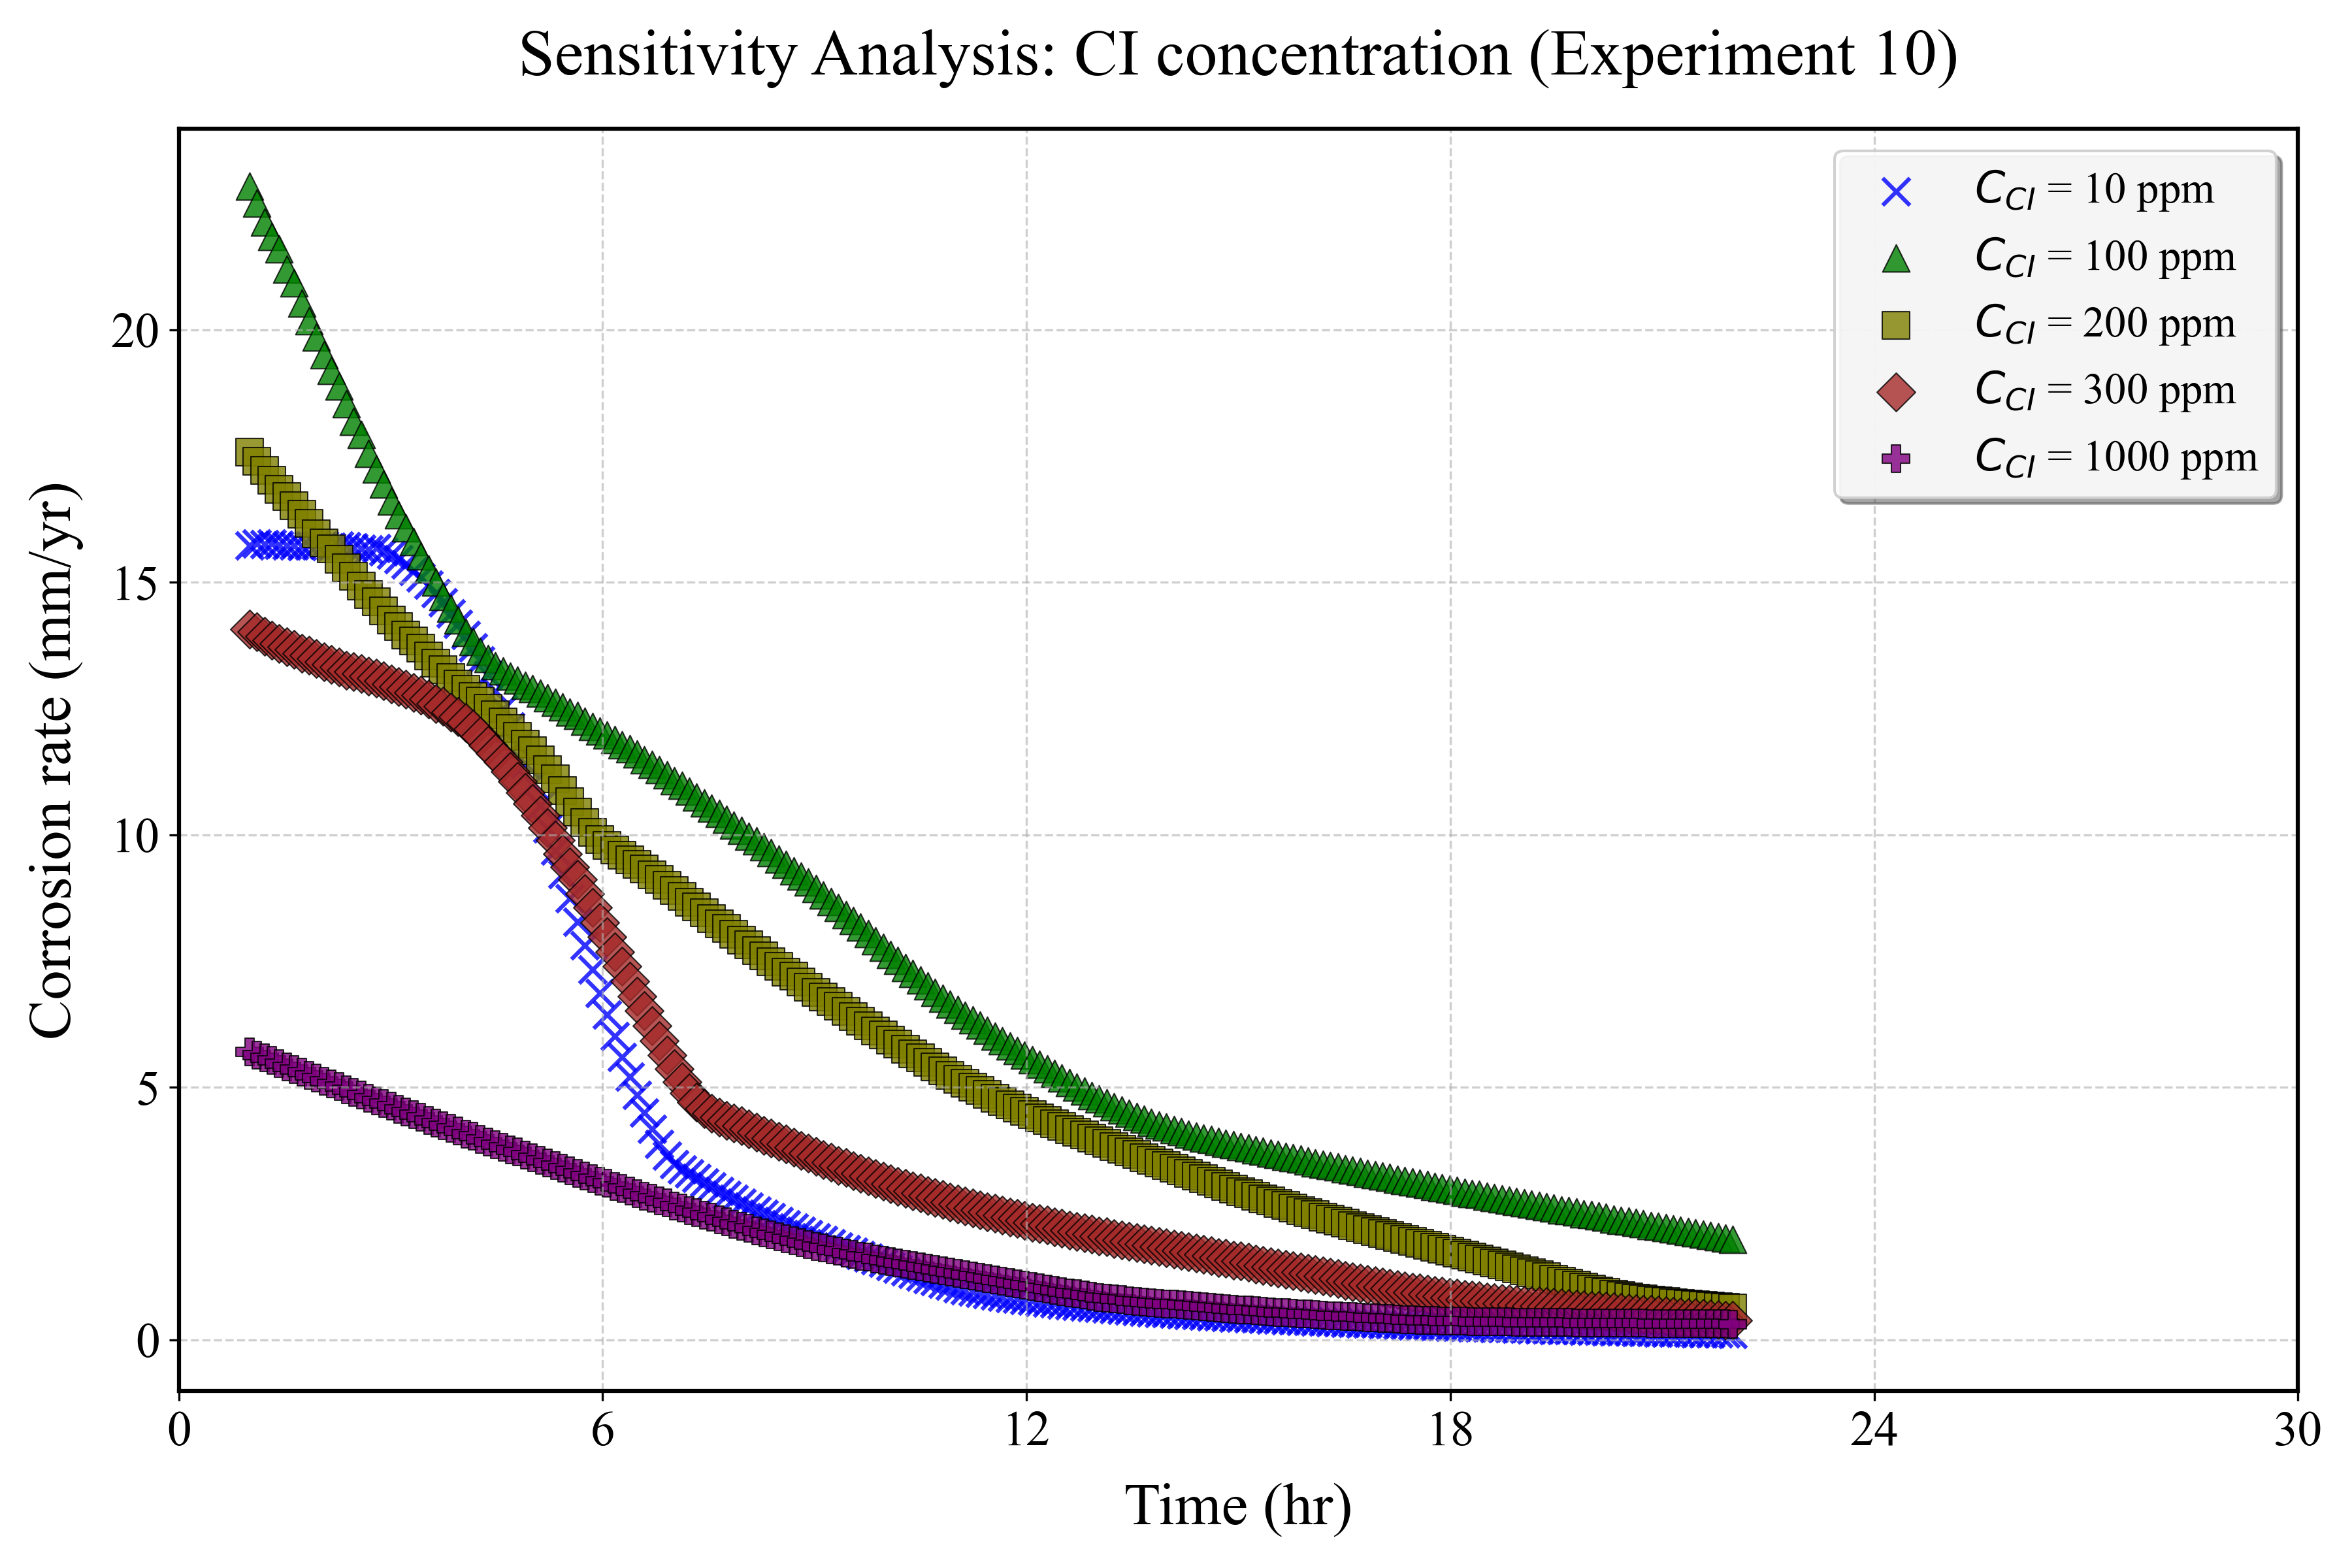 Sensitivity Analysis: CI concentration (Experiment 10)
C_CI = 10 ppm
C_CI = 100 ppm
C_CI = 200 ppm
C_CI = 300 ppm
C_CI = 1000 ppm
Corrosion rate (mm/yr)
20
15
10
5
0
0 6 12 18 24 30
Time (hr)